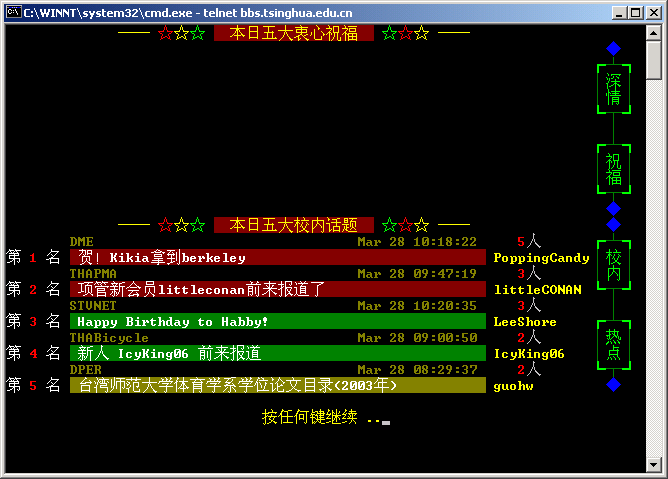 C:\WINNT\system32\cmd.exe - telnet bbs.tsinghua.edu.cn
—— ☆☆☆ 本日五大衷心祝福 ☆☆☆ ——
深情
祝福
—— ☆☆☆ 本日五大校内话题 ☆☆☆ ——
DME Mar 28 10:18:22 5人
第 1 名 贺! Kikia拿到berkeley PoppingCandy
THAPMA Mar 28 09:47:19 3人
第 2 名 项管新会员littleconan前来报道了 littleCONAN
STVNET Mar 28 10:20:35 3人
第 3 名 Happy Birthday to Habby! LeeShore
THABicycle Mar 28 09:00:50 2人
第 4 名 新人 IcyKing06 前来报道 IcyKing06
DPER Mar 28 08:29:37 2人
第 5 名 台湾师范大学体育学系学位论文目录(2003年) guohw
校内
热点
按任何键继续 ..